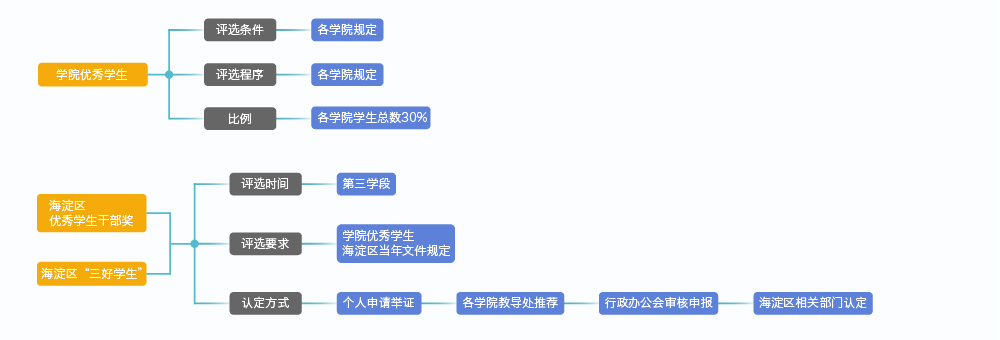 学院优秀学生
评选条件
各学院规定
评选程序
各学院规定
比例
各学院学生总数30%
海淀区
优秀学生干部奖
海淀区“三好学生”
评选时间
第三学段
评选要求
学院优秀学生
海淀区当年文件规定
认定方式
个人申请举证
各学院教导处推荐
行政办公会审核申报
海淀区相关部门认定